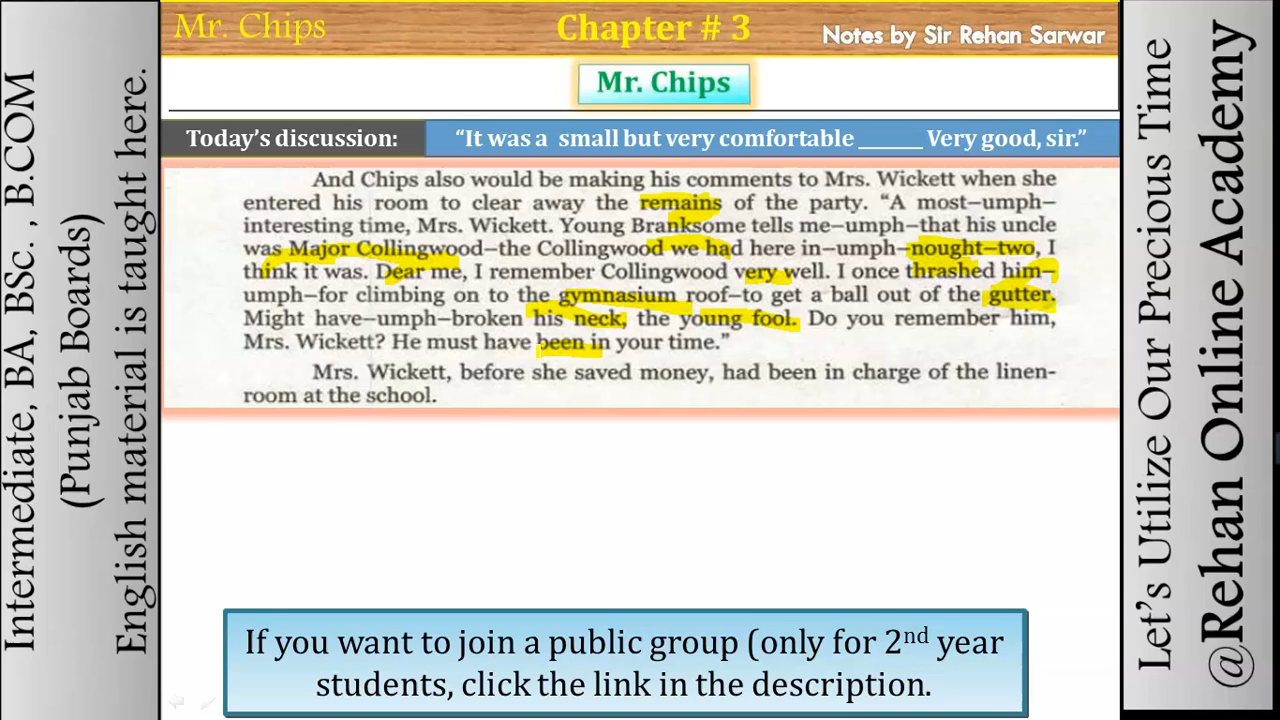 Mr. Chips
Chapter # 3
Notes by Sir Rehan Sarwar
Mr. Chips
Today's discussion:
“It was a small but very comfortable ______ Very good, sir.”
And Chips also would be making his comments to Mrs. Wickett when she
entered his room to clear away the remains of the party. “A most–umph–
interesting time, Mrs. Wickett. Young Branksome tells me–umph–that his uncle
was Major Collingwood–the Collingwood we had here in–umph–nought–two, I
think it was. Dear me, I remember Collingwood very well. I once thrashed him–
umph–for climbing on to the gymnasium roof–to get a ball out of the gutter.
Might have–umph–broken his neck, the young fool. Do you remember him,
Mrs. Wickett? He must have been in your time.”
Mrs. Wickett, before she saved money, had been in charge of the linen-
room at the school.
If you want to join a public group (only for 2nd year
students, click the link in the description.
Intermediate, BA, BSc. , B.COM
(Punjab Boards)
English material is taught here.
Let's Utilize Our Precious Time
@Rehan Online Academy